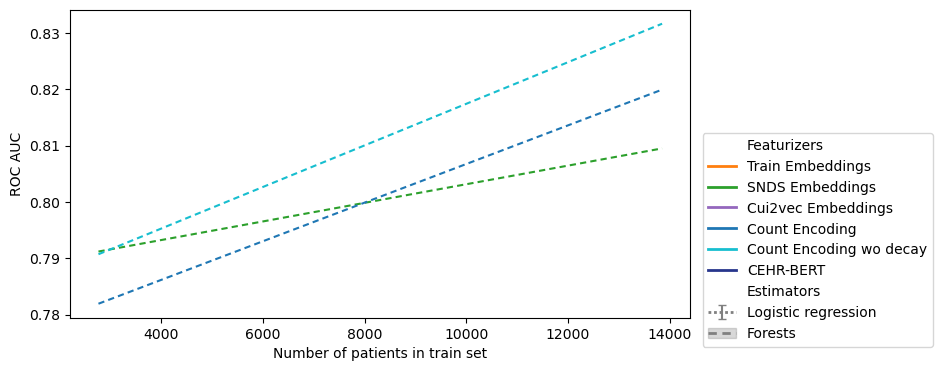 0.83
0.82
0.81
0.80
0.79
0.78
ROC AUC
4000 6000 8000 10000 12000 14000
Number of patients in train set
Featurizers
Train Embeddings
SNDS Embeddings
Cui2vec Embeddings
Count Encoding
Count Encoding wo decay
CEHR-BERT
Estimators
Logistic regression
Forests